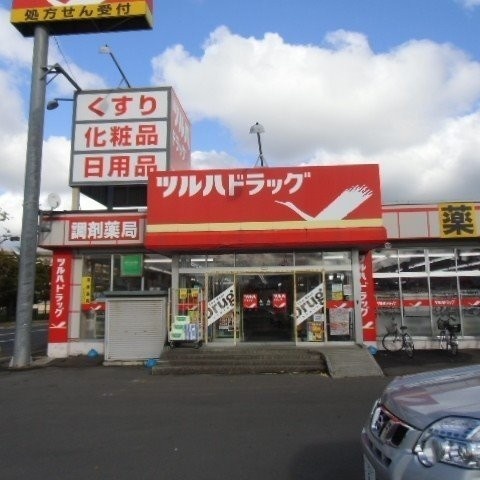 処方せん受付
くすり
化粧品
日用品
ツルハドラッグ
調剤薬局
薬
ツルハドラッグ
Drug